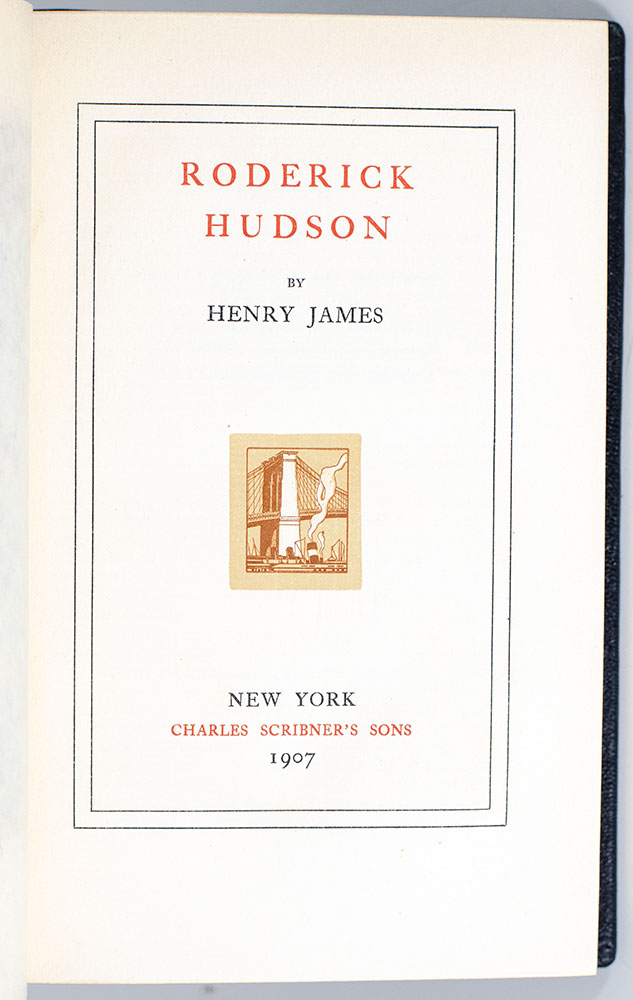 RODERICK
HUDSON
BY
HENRY JAMES
NEW YORK
CHARLES SCRIBNER'S SONS
1907